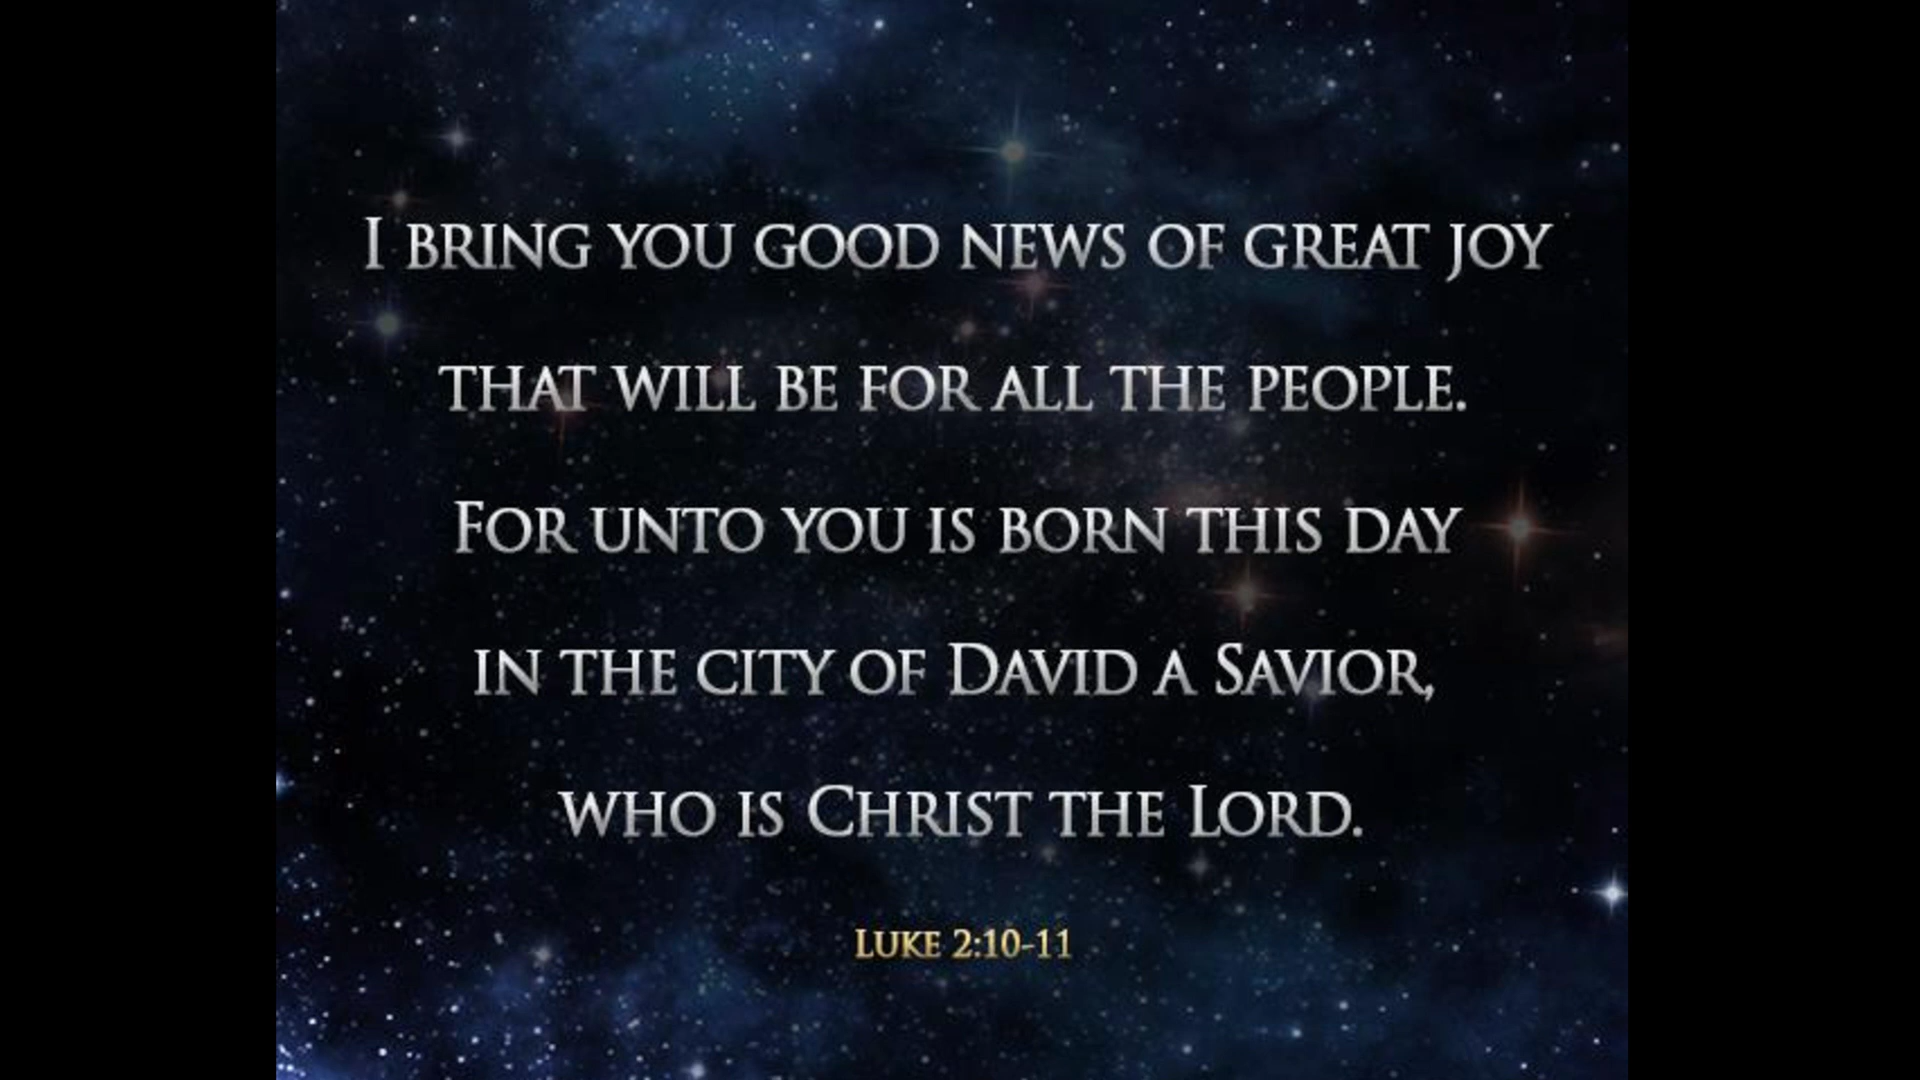 I BRING YOU GOOD NEWS OF GREAT JOY
THAT WILL BE FOR ALL THE PEOPLE.
FOR UNTO YOU IS BORN THIS DAY
IN THE CITY OF DAVID A SAVIOR,
WHO IS CHRIST THE LORD.
LUKE 2:10-11